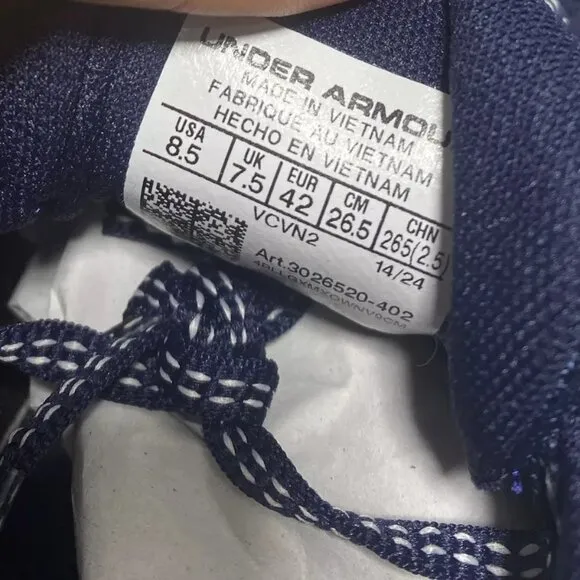 UNDER ARMOU
MADE IN VIETNAM
FABRIQUÉ AU VIETNAM
HECHO EN VIETNAM
USA UK EUR CM CHN
8.5 7.5 42 26.5 265(2.5)
VCVN2 14/24
Art.3026520-402